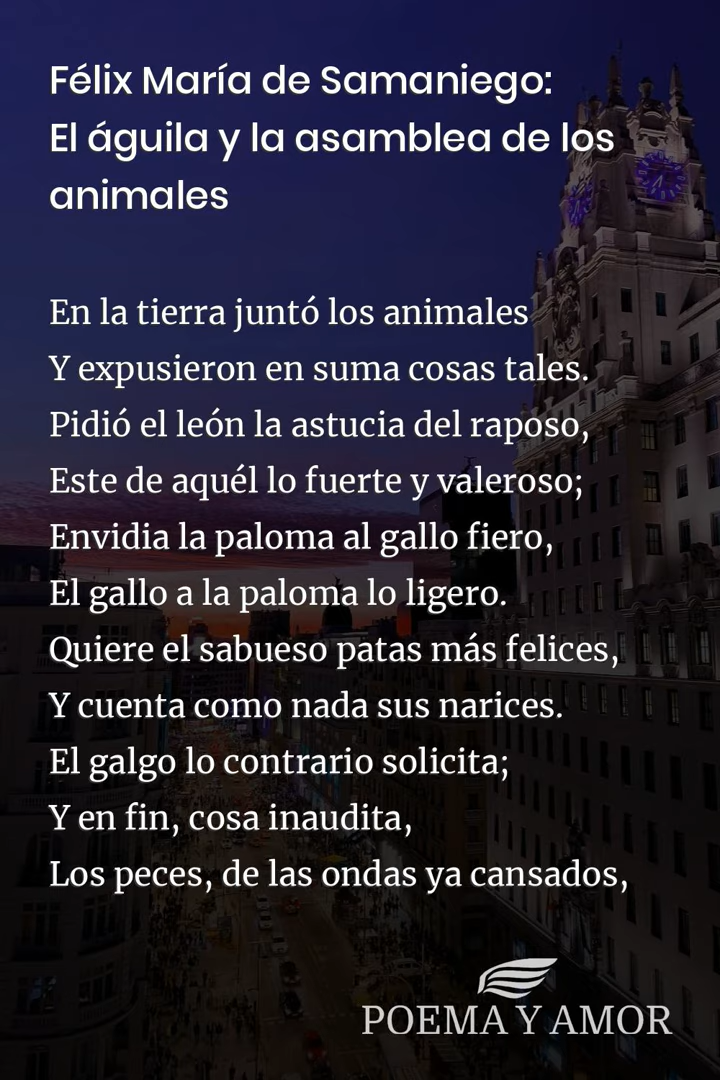 Félix María de Samaniego:
El águila y la asamblea de los
animales
En la tierra juntó los animales
Y expusieron en suma cosas tales.
Pidió el león la astucia del raposo,
Este de aquél lo fuerte y valeroso;
Envidia la paloma al gallo fiero,
El gallo a la paloma lo ligero.
Quiere el sabueso patas más felices,
Y cuenta como nada sus narices.
El galgo lo contrario solicita;
Y en fin, cosa inaudita,
Los peces, de las ondas ya cansados,
POEMA Y AMOR